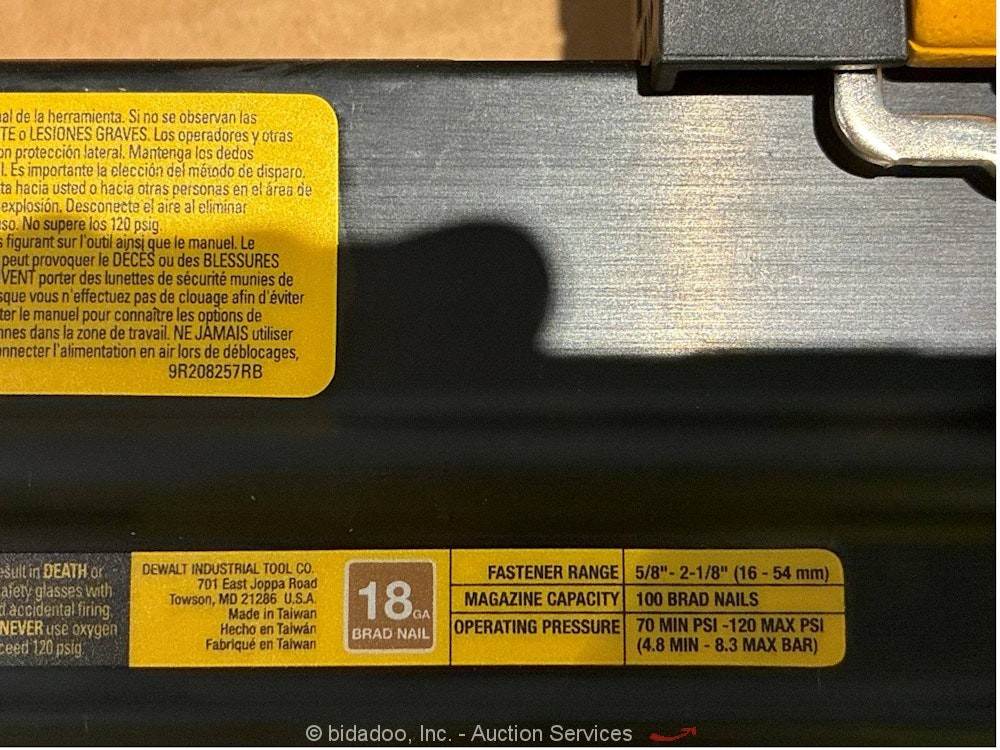 al de la herramienta. Si no se observan las
TE o LESIONES GRAVES. Los operadores y otras
on protección lateral. Mantenga los dedos
l. Es importante la elección del método de disparo.
ta hacia usted o hacia otras personas en el área de
explosión. Desconecte el aire al eliminar
uso. No supere los 120 psig.
s figurant sur l'outil ainsi que le manuel. Le
peut provoquer le DÉCÈS ou des BLESSURES
VENT porter des lunettes de sécurité munies de
sque vous n'effectuez pas de clouage afin d'éviter
ter le manuel pour connaître les options de
nnes dans la zone de travail. NE JAMAIS utiliser
onnecter l'alimentation en air lors de déblocages,
9R208257RB
esult in DEATH or
afety glasses with
d accidental firing.
NEVER use oxygen
ceed 120 psig.
DEWALT INDUSTRIAL TOOL CO.
701 East Joppa Road
Towson, MD 21286 U.S.A.
Made in Taiwan
Hecho en Taiwán
Fabriqué en Taiwan
18 GA
BRAD NAIL
FASTENER RANGE 5/8"- 2-1/8" (16 - 54 mm)
MAGAZINE CAPACITY 100 BRAD NAILS
OPERATING PRESSURE 70 MIN PSI -120 MAX PSI
(4.8 MIN - 8.3 MAX BAR)
© bidadoo, Inc. - Auction Services